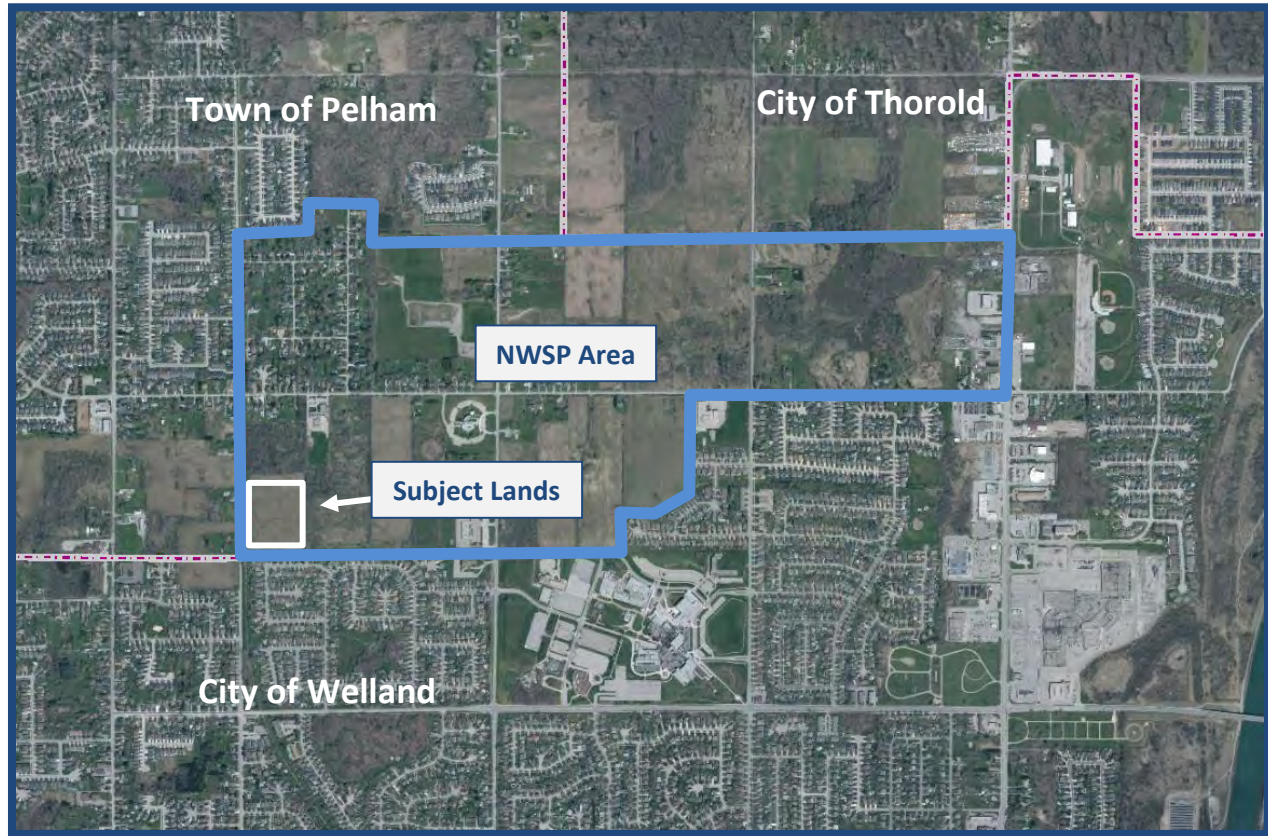 Town of Pelham
City of Thorold
NWSP Area
Subject Lands
City of Welland